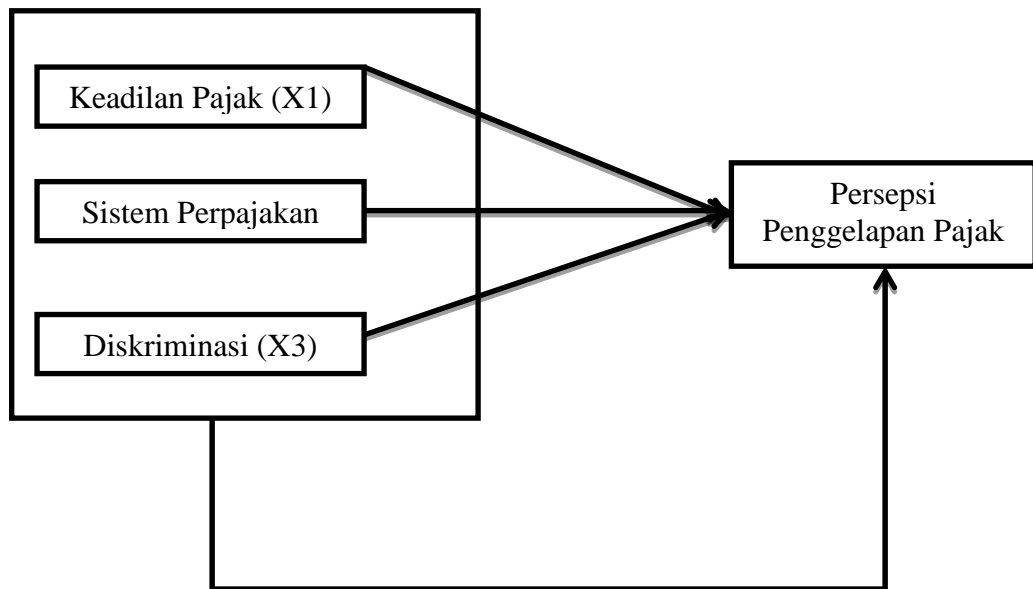 Keadilan Pajak (X1)
Sistem Perpajakan
Diskriminasi (X3)
Persepsi
Penggelapan Pajak